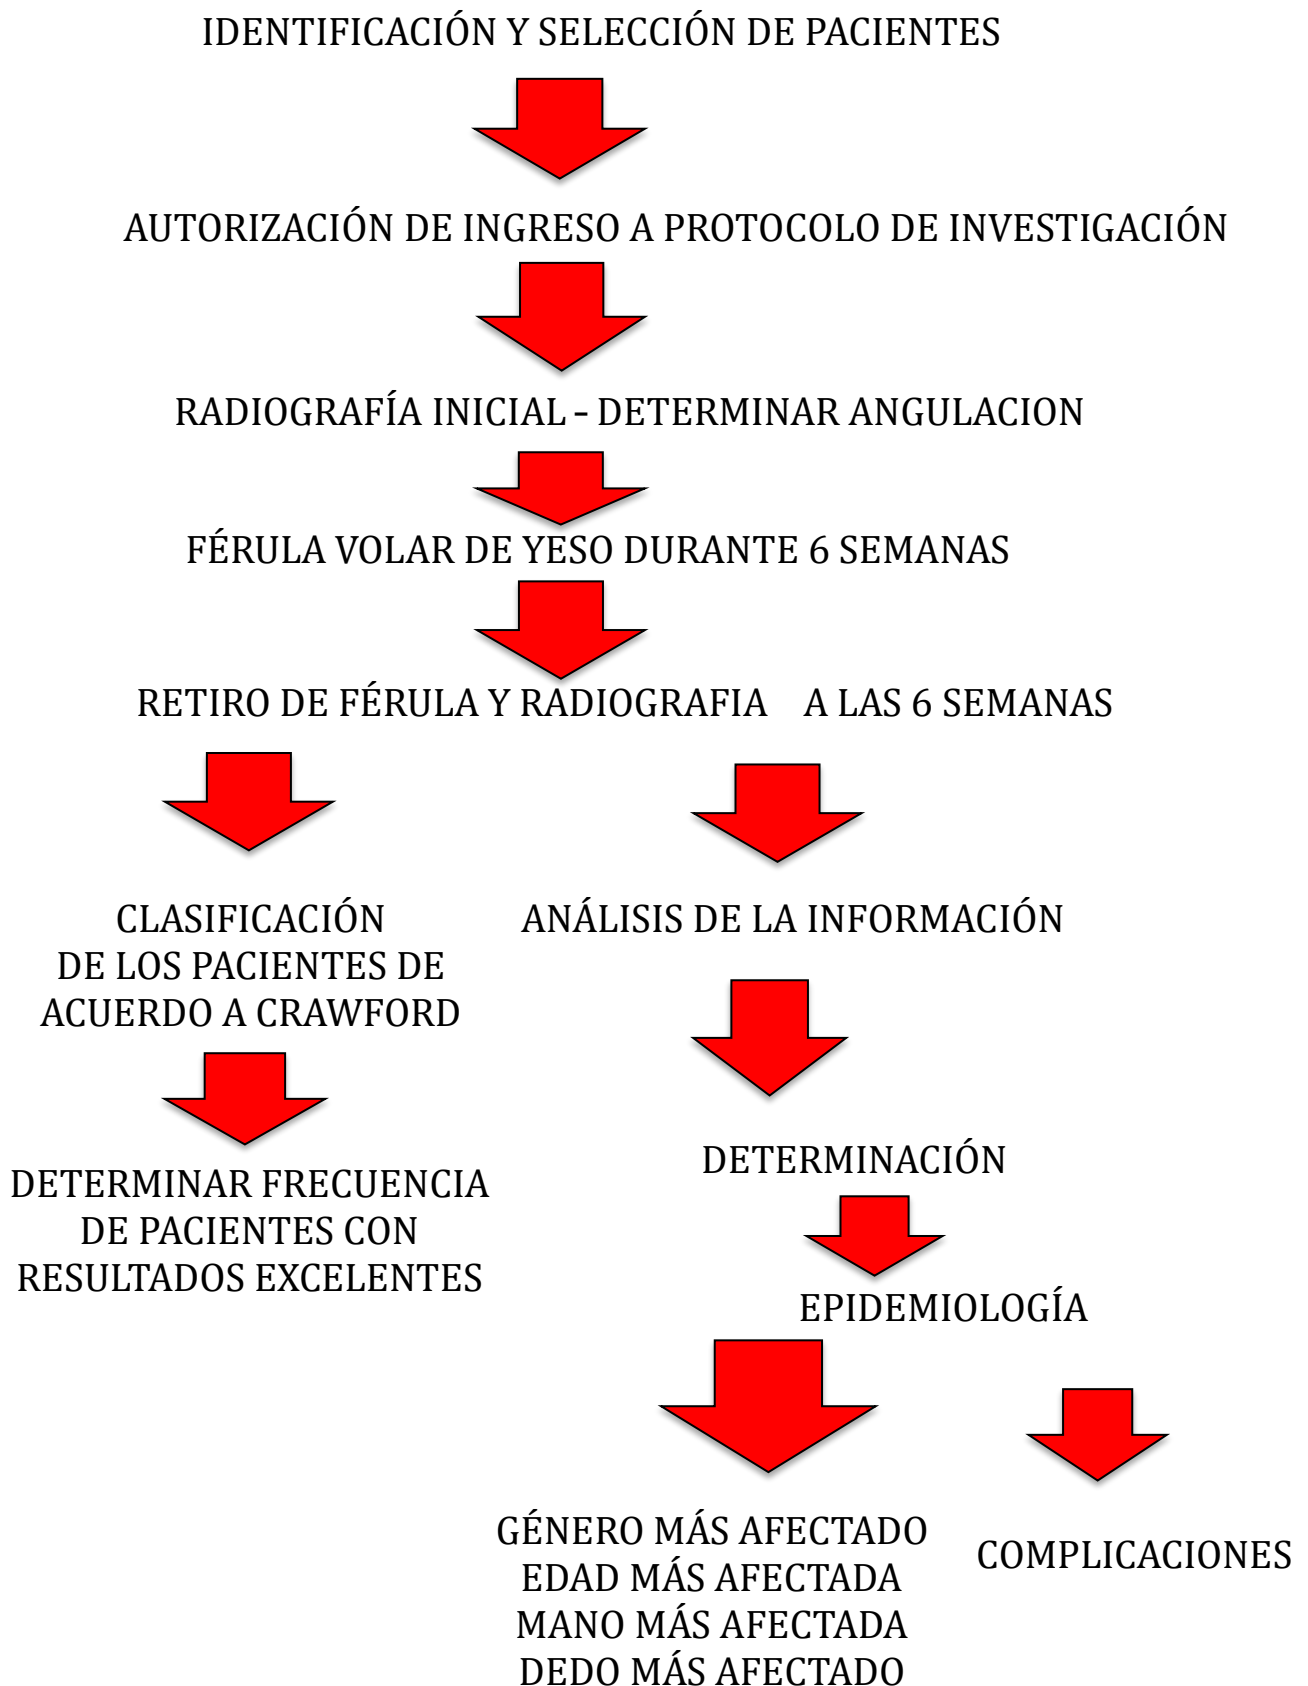 IDENTIFICACIÓN Y SELECCIÓN DE PACIENTES
AUTORIZACIÓN DE INGRESO A PROTOCOLO DE INVESTIGACIÓN
RADIOGRAFÍA INICIAL – DETERMINAR ANGULACION
FÉRULA VOLAR DE YESO DURANTE 6 SEMANAS
RETIRO DE FÉRULA Y RADIOGRAFIA A LAS 6 SEMANAS
CLASIFICACIÓN
DE LOS PACIENTES DE
ACUERDO A CRAWFORD
ANÁLISIS DE LA INFORMACIÓN
DETERMINAR FRECUENCIA
DE PACIENTES CON
RESULTADOS EXCELENTES
DETERMINACIÓN
EPIDEMIOLOGÍA
GÉNERO MÁS AFECTADO
EDAD MÁS AFECTADA
MANO MÁS AFECTADA
DEDO MÁS AFECTADO
COMPLICACIONES